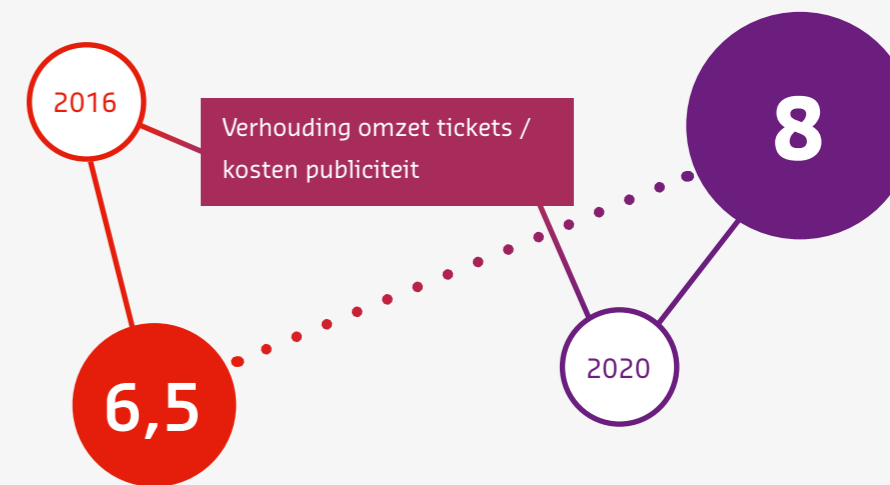 2016
Verhouding omzet tickets /
kosten publiciteit
8
2020
6,5